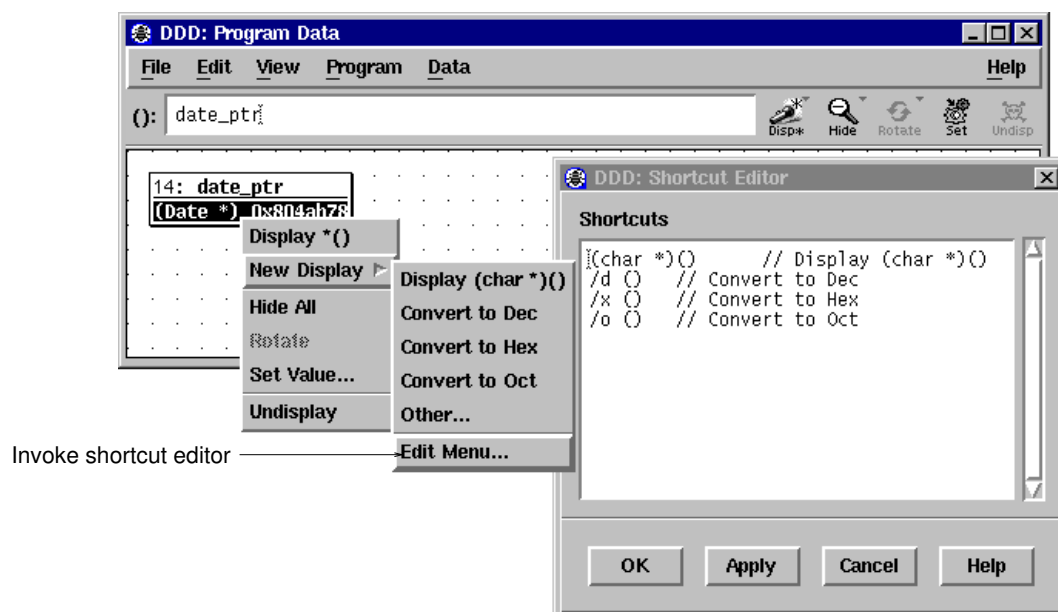 DDD: Program Data
File Edit View Program Data Help
(): date_ptr
Disp* Hide Rotate Set Undisp
14: date_ptr
(Date *) 0x804ab78
Display *()
New Display
Hide All
Rotate
Set Value...
Undisplay
Display (char *)()
Convert to Dec
Convert to Hex
Convert to Oct
Other...
Edit Menu...
Invoke shortcut editor
DDD: Shortcut Editor
Shortcuts
(char *)() // Display (char *)()
/d () // Convert to Dec
/x () // Convert to Hex
/o () // Convert to Oct
OK Apply Cancel Help